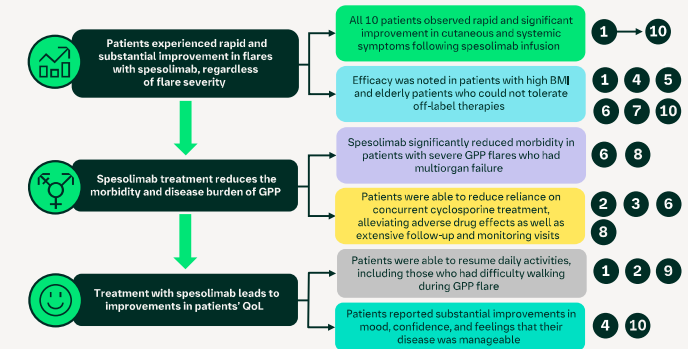 Patients experienced rapid and
substantial improvement in flares
with spesolimab, regardless
of flare severity
All 10 patients observed rapid and significant
improvement in cutaneous and systemic
symptoms following spesolimab infusion
1 10
Efficacy was noted in patients with high BMI
and elderly patients who could not tolerate
off-label therapies
1 4 5
6 7 10
Spesolimab treatment reduces the
morbidity and disease burden of GPP
Spesolimab significantly reduced morbidity in
patients with severe GPP flares who had
multiorgan failure
6 8
Patients were able to reduce reliance on
concurrent cyclosporine treatment,
alleviating adverse drug effects as well as
extensive follow-up and monitoring visits
2 3 6
8
Treatment with spesolimab leads to
improvements in patients' QoL
Patients were able to resume daily activities,
including those who had difficulty walking
during GPP flare
1 2 9
Patients reported substantial improvements in
mood, confidence, and feelings that their
disease was manageable
4 10